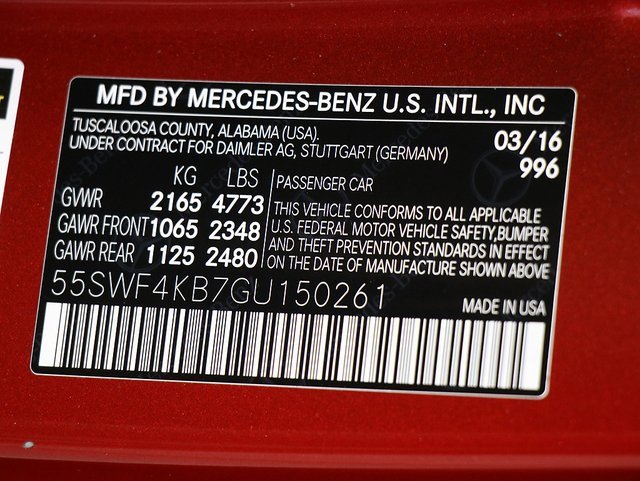 MFD BY MERCEDES-BENZ U.S. INTL., INC
TUSCALOOSA COUNTY, ALABAMA (USA).
UNDER CONTRACT FOR DAIMLER AG, STUTTGART (GERMANY)
03/16
996
KG LBS
GVWR 2165 4773
GAWR FRONT 1065 2348
GAWR REAR 1125 2480
PASSENGER CAR
THIS VEHICLE CONFORMS TO ALL APPLICABLE
U.S. FEDERAL MOTOR VEHICLE SAFETY,BUMPER
AND THEFT PREVENTION STANDARDS IN EFFECT
ON THE DATE OF MANUFACTURE SHOWN ABOVE
55SWF4KB7GU150261
MADE IN USA